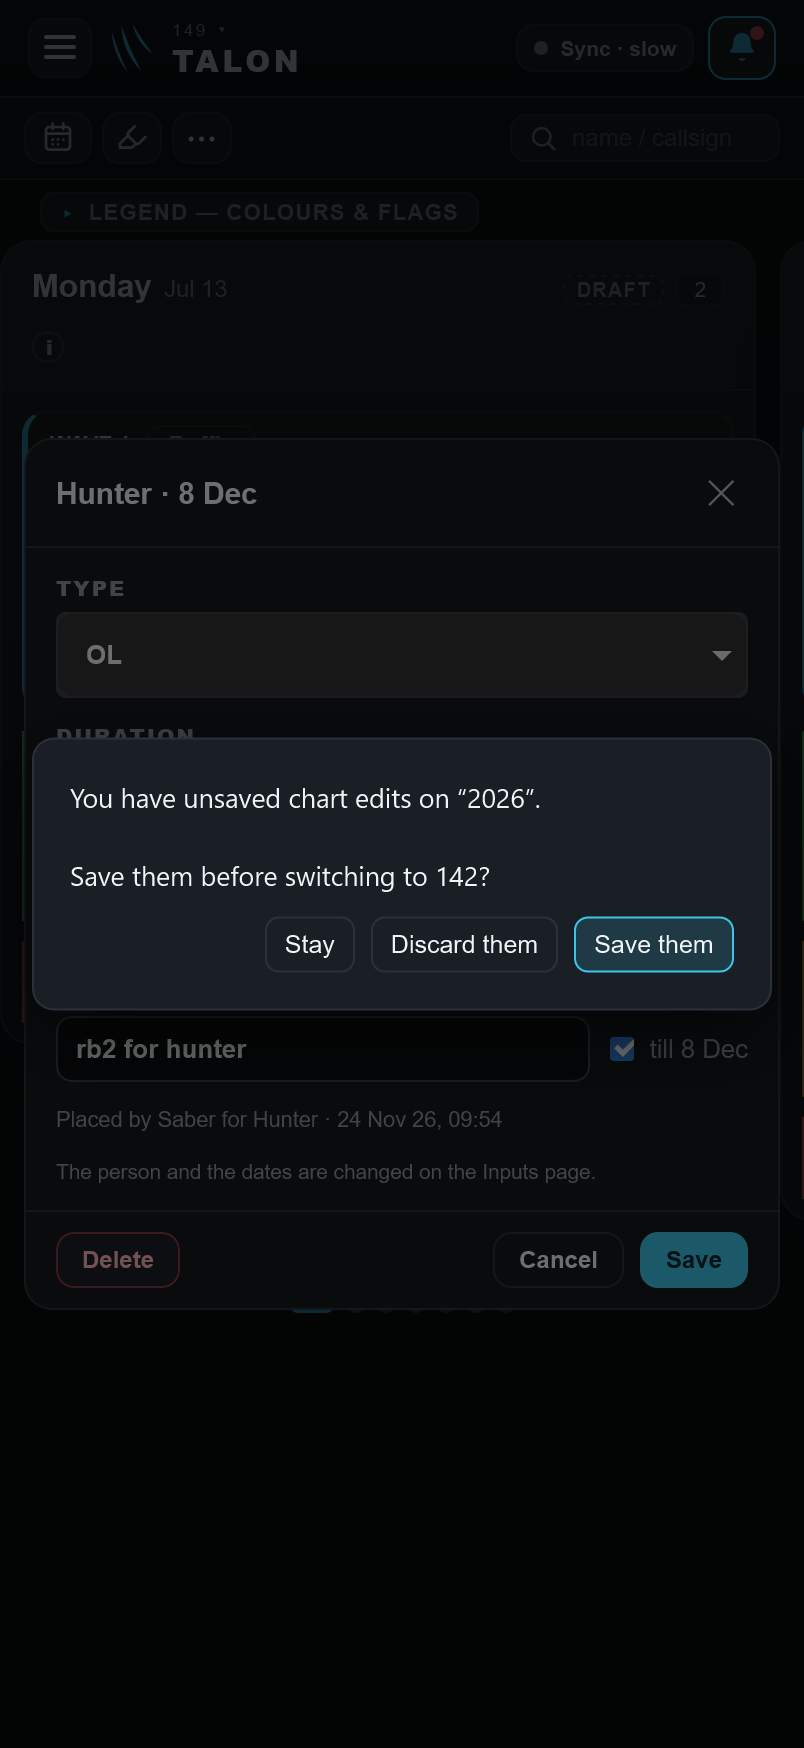 149 ▾
TALON
Sync · slow
name / callsign
▸ LEGEND — COLOURS & FLAGS
Monday Jul 13
DRAFT 2
i
Hunter · 8 Dec
TYPE
OL
DURATION
You have unsaved chart edits on “2026”.
Save them before switching to 142?
Stay Discard them Save them
rb2 for hunter
till 8 Dec
Placed by Saber for Hunter · 24 Nov 26, 09:54
The person and the dates are changed on the Inputs page.
Delete Cancel Save